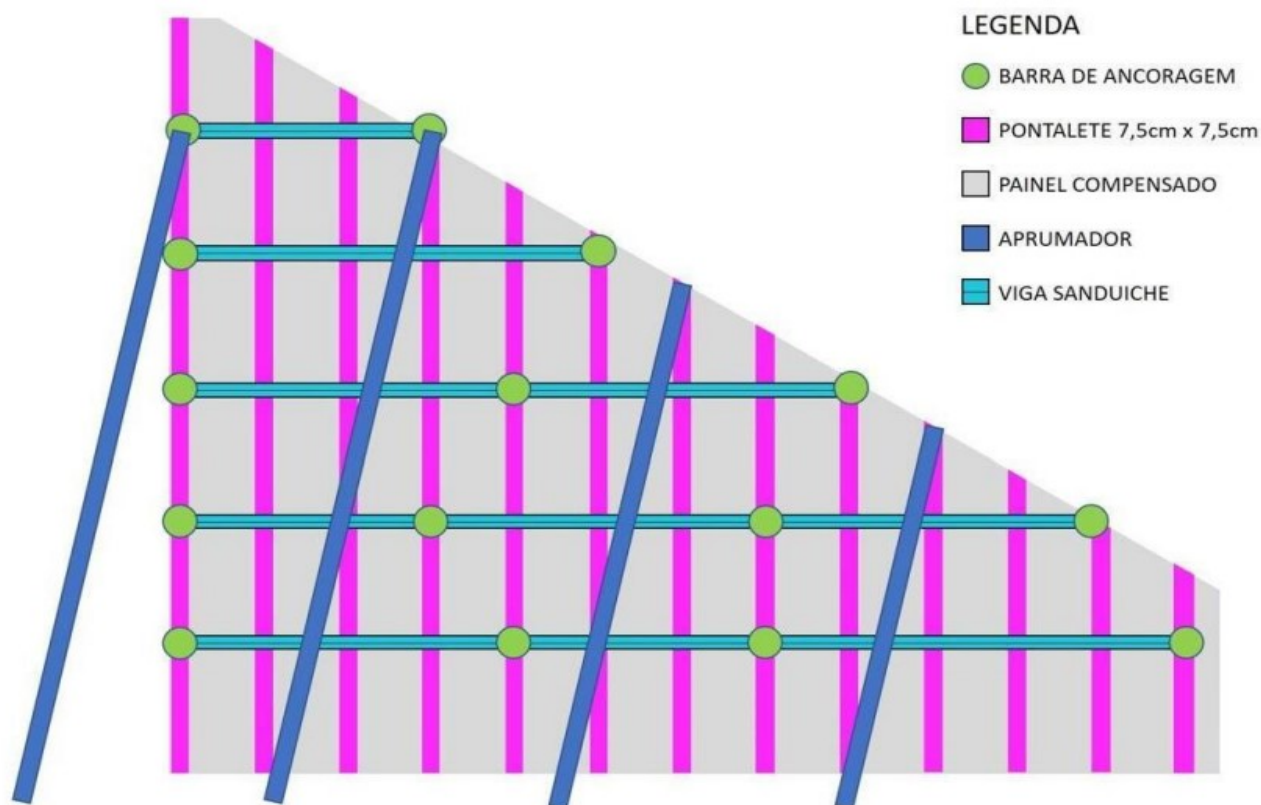 LEGENDA
BARRA DE ANCORAGEM
PONTALETE 7,5cm x 7,5cm
PAINEL COMPENSADO
APRUMADOR
VIGA SANDUICHE